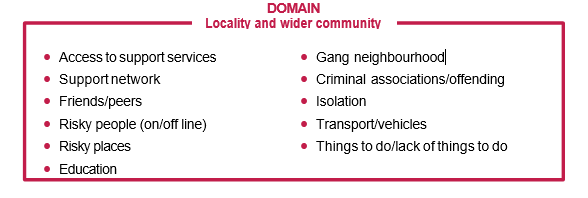 DOMAIN
Locality and wider community
Access to support services
Support network
Friends/peers
Risky people (on/off line)
Risky places
Education
Gang neighbourhood
Criminal associations/offending
Isolation
Transport/vehicles
Things to do/lack of things to do